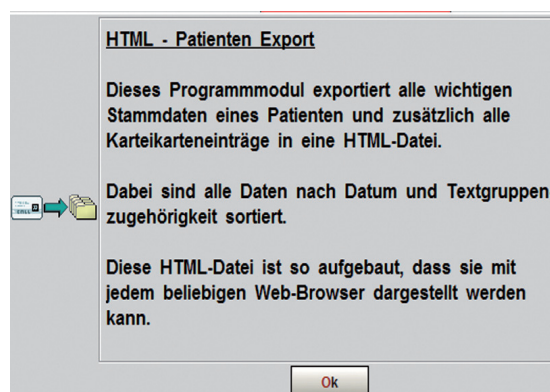 HTML - Patienten Export
Dieses Programmmodul exportiert alle wichtigen
Stammdaten eines Patienten und zusätzlich alle
Karteikarteneinträge in eine HTML-Datei.
Dabei sind alle Daten nach Datum und Textgruppen
zugehörigkeit sortiert.
Diese HTML-Datei ist so aufgebaut, dass sie mit
jedem beliebigen Web-Browser dargestellt werden
kann.
Ok